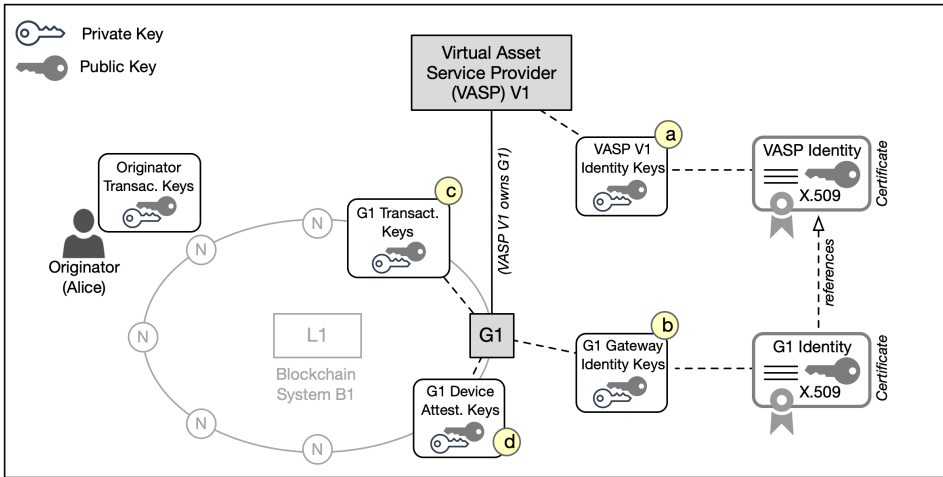 Private Key
Public Key
Virtual Asset
Service Provider
(VASP) V1
a
VASP V1
Identity Keys
VASP Identity
X.509
Certificate
Originator
Transac. Keys
Originator
(Alice)
c
G1 Transact.
Keys
(VASP V1 owns G1)
references
N
N
N
N
N
L1
Blockchain
System B1
G1
b
G1 Gateway
Identity Keys
G1 Identity
X.509
Certificate
G1 Device
Attest. Keys
d